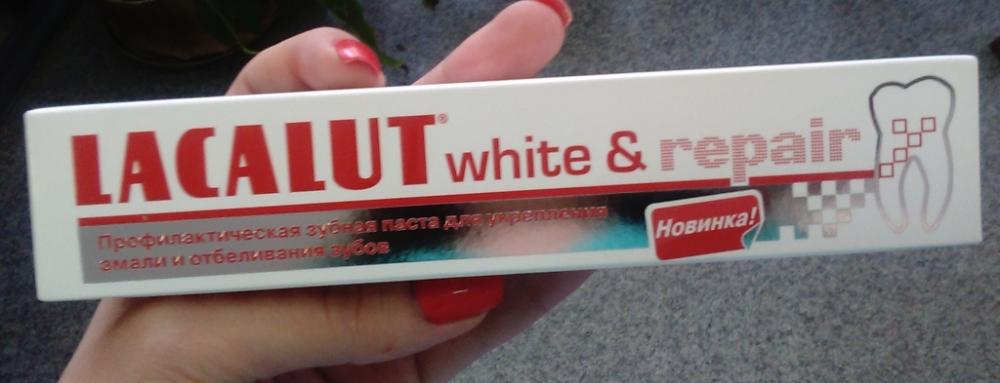 LACALUT® white & repair
Профилактическая зубная паста для укрепления
эмали и отбеливания зубов
Новинка!